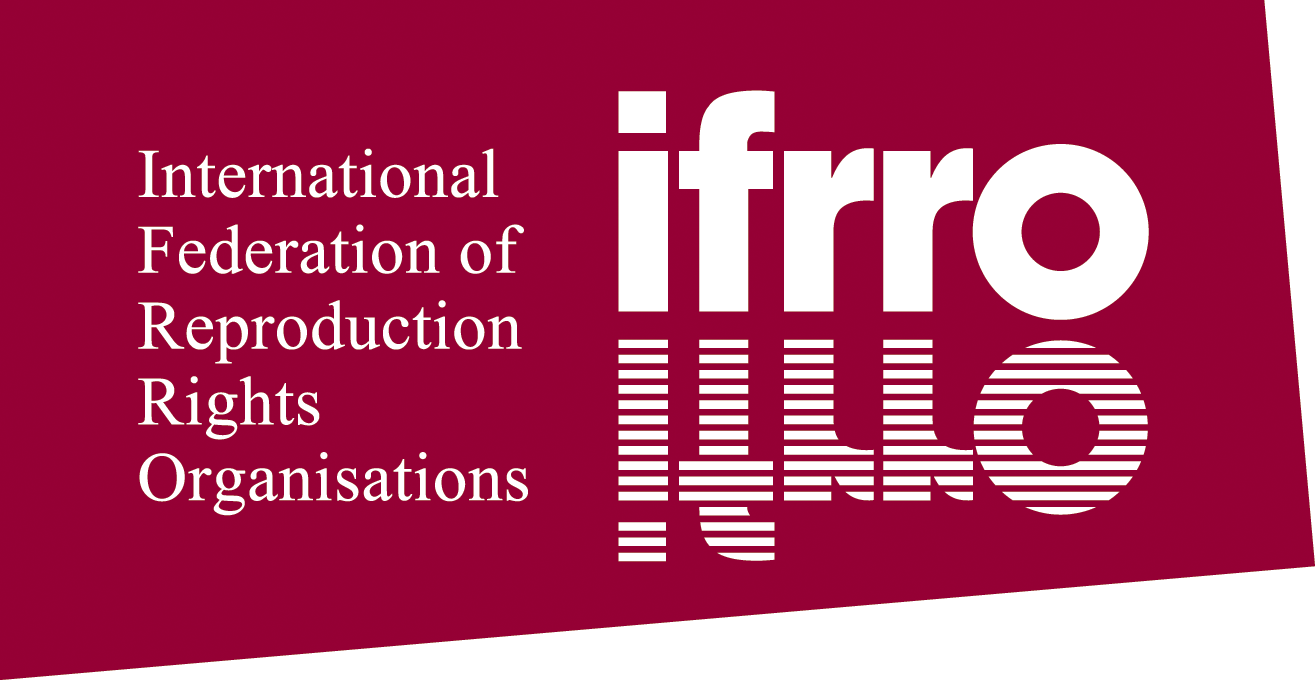 International
Federation of
Reproduction
Rights
Organisations
ifrro